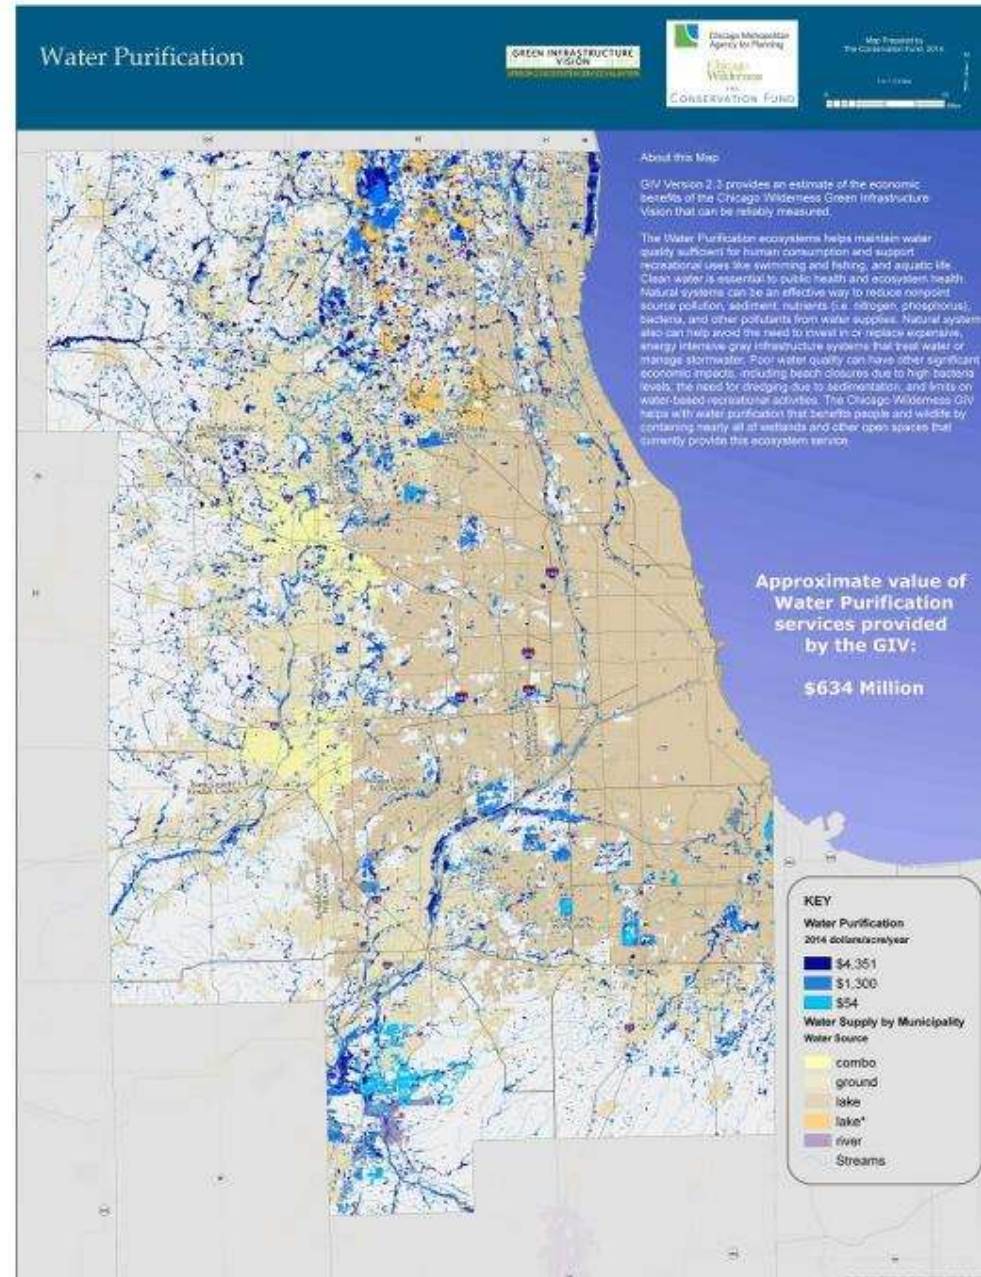 Water Purification
GREEN INFRASTRUCTURE
VISION
Chicago Metropolitan
Agency for Planning
Chicago
Wilderness
THE
CONSERVATION FUND
Map Prepared by
The Conservation Fund, 2014
About this Map
GIV Version 2.3 provides an estimate of the economic
benefits of the Chicago Wilderness Green Infrastructure
Vision that can be reliably measured.
The Water Purification ecosystems helps maintain water
quality sufficient for human consumption and support
recreational uses like swimming and fishing, and aquatic life.
Clean water is essential to public health and ecosystem health.
Natural systems can be an effective way to reduce nonpoint
source pollution, sediment, nutrients (i.e. nitrogen, phosphorus),
bacteria, and other pollutants from water supplies. Natural system
also can help avoid the need to invest in or replace expensive,
energy intensive gray infrastructure systems that treat water or
manage stormwater. Poor water quality can have other significant
economic impacts, including beach closures due to high bacteria
levels, the need for dredging due to sedimentation, and limits on
water-based recreational activities. The Chicago Wilderness GIV
helps with water purification that benefits people and wildlife by
containing nearly all of wetlands and other open spaces that
currently provide this ecosystem service.
Approximate value of
Water Purification
services provided
by the GIV:
$634 Million
KEY
Water Purification
2014 dollars/acre/year
$4,351
$1,300
$54
Water Supply by Municipality
Water Source
combo
ground
lake
lake*
river
Streams